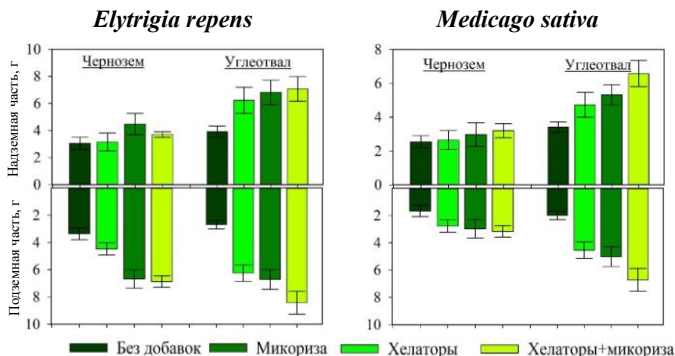 Elytrigia repens
Medicago sativa
Надземная часть, г
Подземная часть, г
10
8
6
4
2
0
2
4
6
8
10
Чернозем
Углеотвал
8
6
4
2
0
2
4
6
8
10
Чернозем
Углеотвал
Без добавок
Микориза
Хелаторы
Хелаторы+микориза